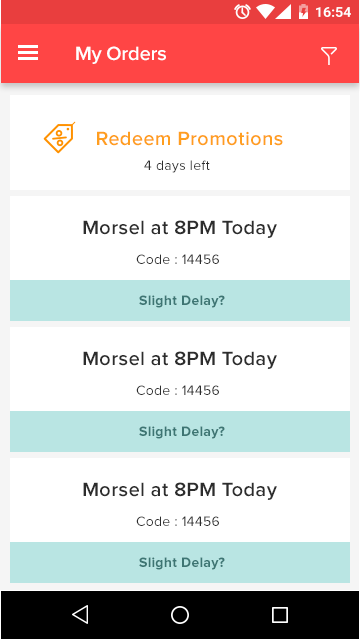 16:54
My Orders
Redeem Promotions
4 days left
Morsel at 8PM Today
Code : 14456
Slight Delay?
Morsel at 8PM Today
Code : 14456
Slight Delay?
Morsel at 8PM Today
Code : 14456
Slight Delay?